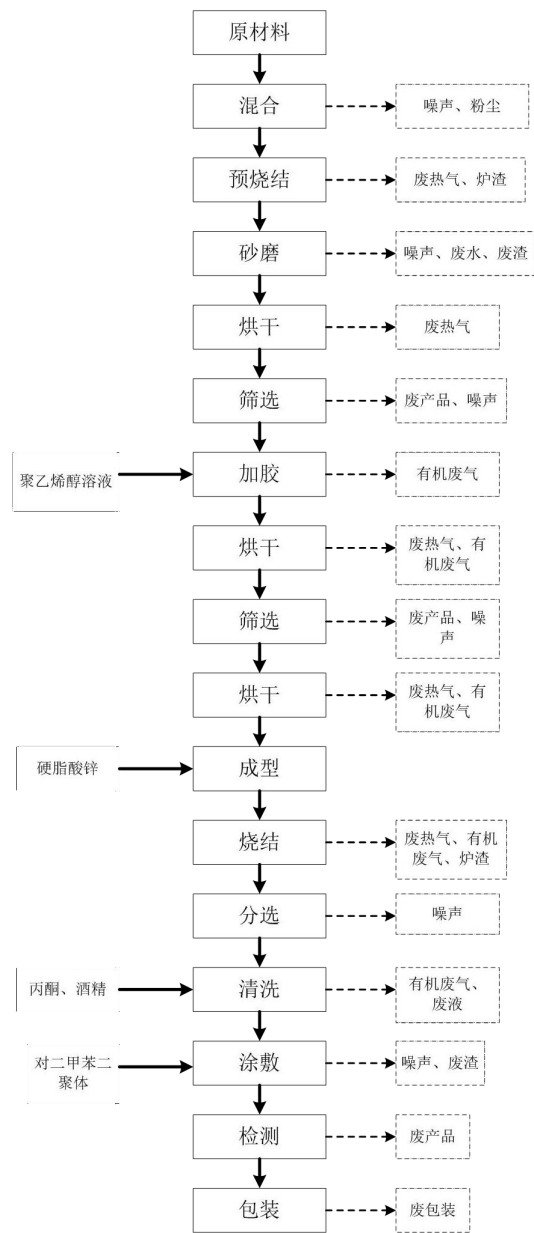 原材料
混合
噪声、粉尘
预烧结
废热气、炉渣
砂磨
噪声、废水、废渣
烘干
废热气
筛选
废产品、噪声
聚乙烯醇溶液
加胶
有机废气
烘干
废热气、有
机废气
筛选
废产品、噪
声
烘干
废热气、有
机废气
硬脂酸锌
成型
烧结
废热气、有机
废气、炉渣
分选
噪声
丙酮、酒精
清洗
有机废气、
废液
对二甲苯二
聚体
涂敷
噪声、废渣
检测
废产品
包装
废包装